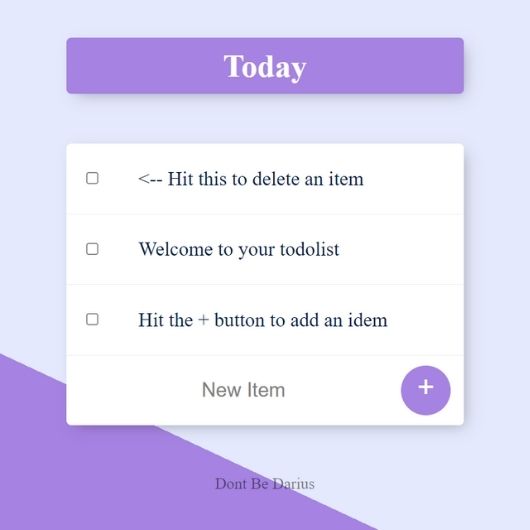 Today
<-- Hit this to delete an item
Welcome to your todolist
Hit the + button to add an idem
New Item
+
Dont Be Darius